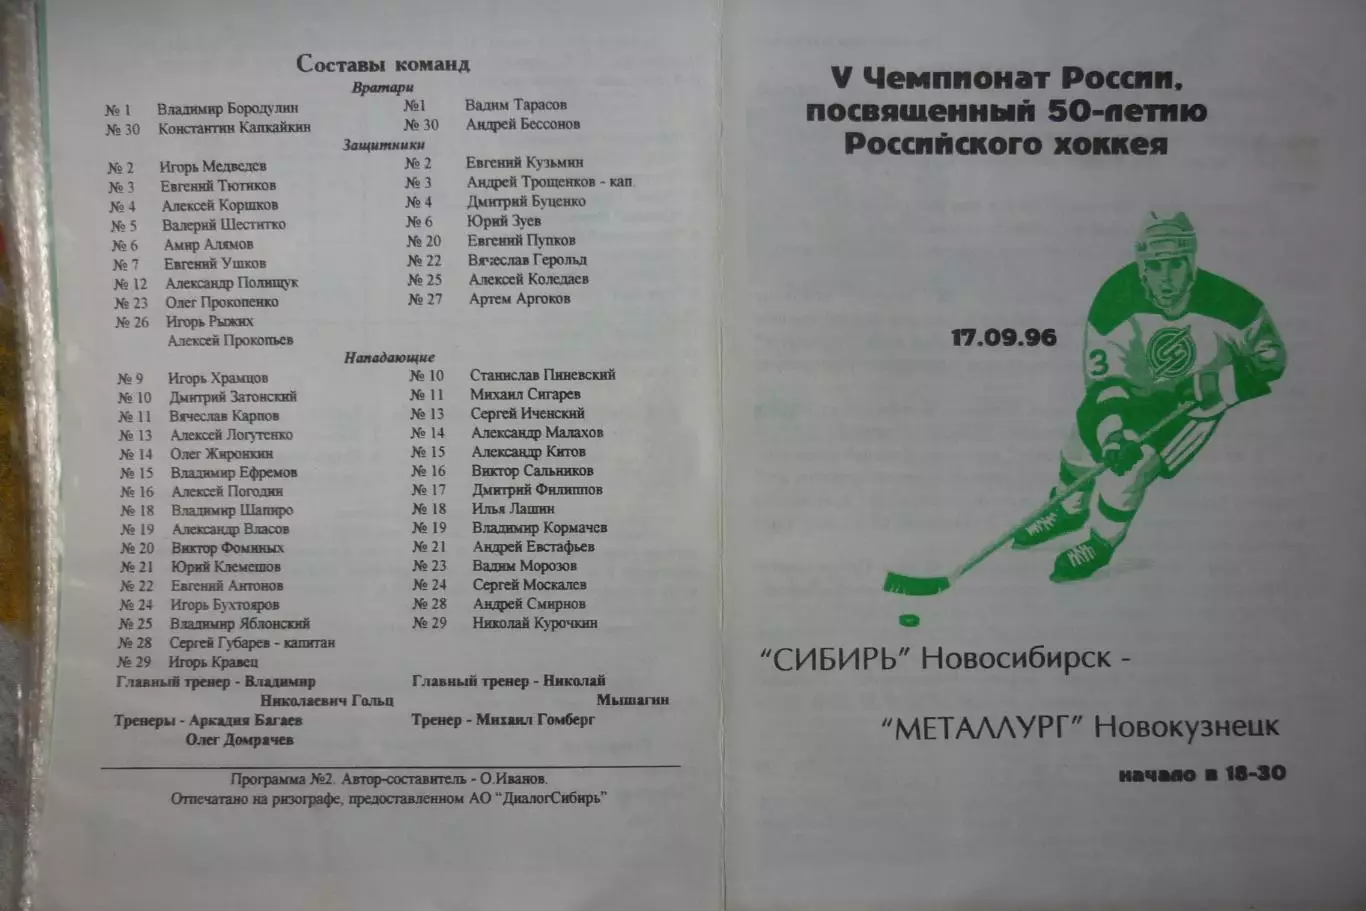 Составы команд
Вратари
№ 1 Владимир Бородулин
№ 30 Константин Капкайкин
№1 Вадим Тарасов
№ 30 Андрей Бессонов
Защитники
№ 2 Игорь Медведев
№ 3 Евгений Тютиков
№ 4 Алексей Коршков
№ 5 Валерий Шеститко
№ 6 Амир Алямов
№ 7 Евгений Ушков
№ 12 Александр Полищук
№ 23 Олег Прокопенко
№ 26 Игорь Рыжих
Алексей Прокопьев
№ 2 Евгений Кузьмин
№ 3 Андрей Трощенков - кап.
№ 4 Дмитрий Буценко
№ 6 Юрий Зуев
№ 20 Евгений Пупков
№ 22 Вячеслав Герольд
№ 25 Алексей Коледаев
№ 27 Артем Аргоков
Нападающие
№ 9 Игорь Храмцов
№ 10 Дмитрий Затонский
№ 11 Вячеслав Карпов
№ 13 Алексей Логутенко
№ 14 Олег Жиронкин
№ 15 Владимир Ефремов
№ 16 Алексей Погодин
№ 18 Владимир Шапиро
№ 19 Александр Власов
№ 20 Виктор Фоминых
№ 21 Юрий Клемешов
№ 22 Евгений Антонов
№ 24 Игорь Бухтояров
№ 25 Владимир Яблонский
№ 28 Сергей Губарев - капитан
№ 29 Игорь Кравец
№ 10 Станислав Пиневский
№ 11 Михаил Сигарев
№ 13 Сергей Иченский
№ 14 Александр Малахов
№ 15 Александр Китов
№ 16 Виктор Сальников
№ 17 Дмитрий Филиппов
№ 18 Илья Лашин
№ 19 Владимир Кормачев
№ 21 Андрей Евстафьев
№ 23 Вадим Морозов
№ 24 Сергей Москалев
№ 28 Андрей Смирнов
№ 29 Николай Курочкин
Главный тренер - Владимир
Николаевич Гольц
Тренеры - Аркадия Багаев
Олег Домрачев
Главный тренер - Николай
Мышагин
Тренер - Михаил Гомберг
Программа №2. Автор-составитель - О.Иванов.
Отпечатано на ризографе, предоставленном АО "ДиалогСибирь"
V Чемпионат России,
посвященный 50-летию
Российского хоккея
17.09.96
3
"СИБИРЬ" Новосибирск -
"МЕТАЛЛУРГ" Новокузнецк
начало в 18-30